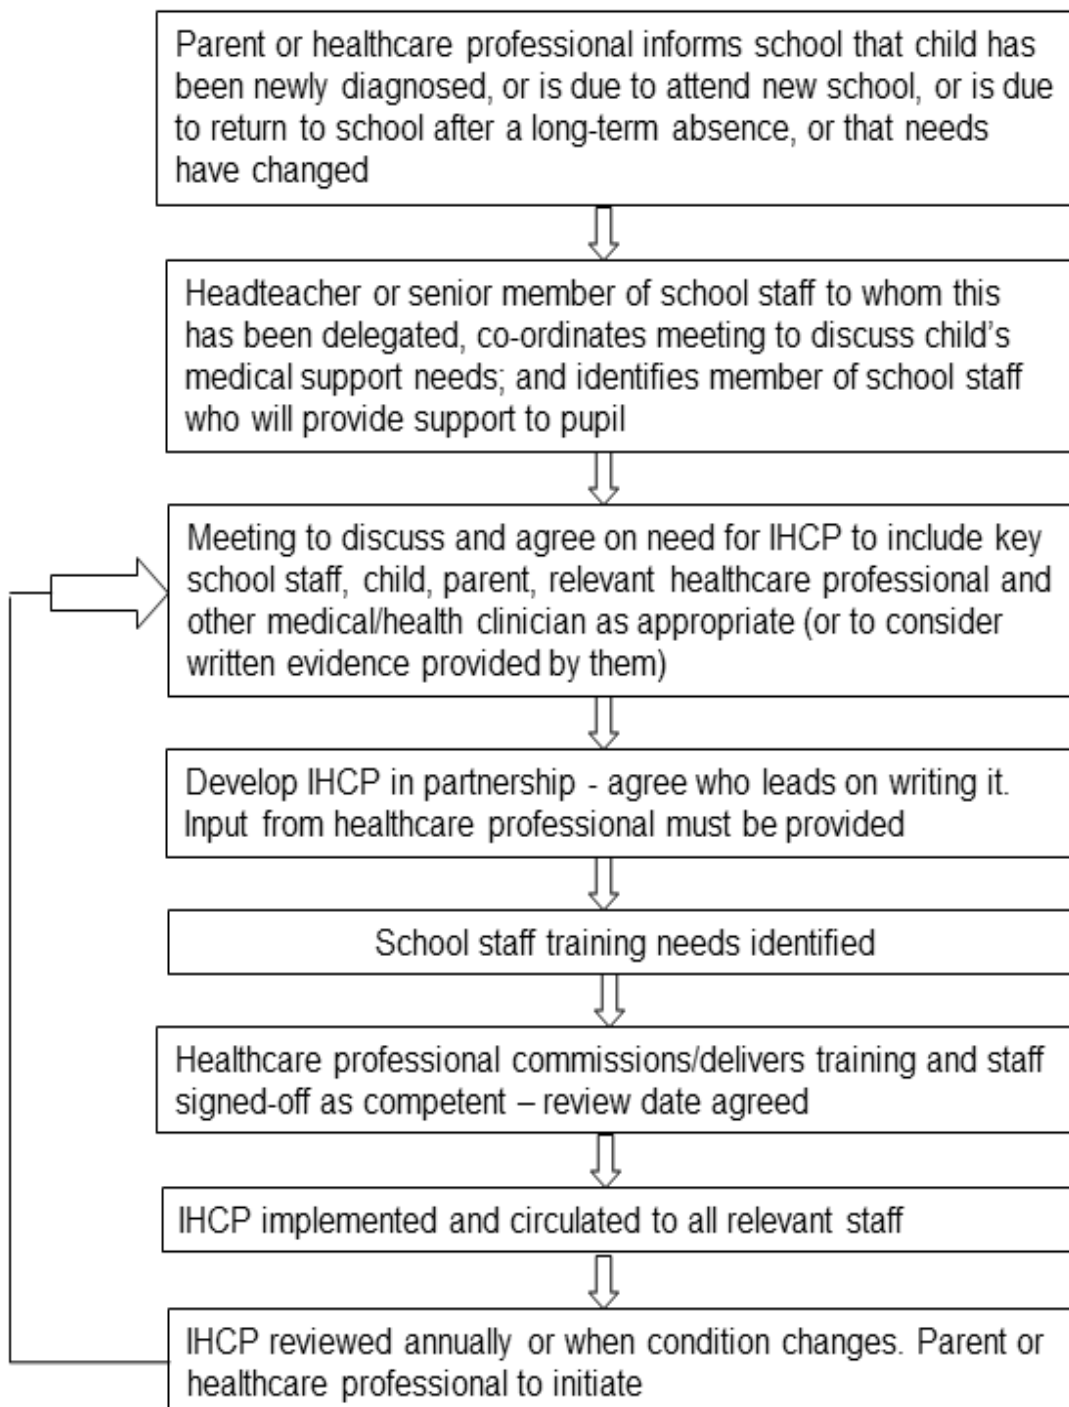 Parent or healthcare professional informs school that child has
been newly diagnosed, or is due to attend new school, or is due
to return to school after a long-term absence, or that needs
have changed
Headteacher or senior member of school staff to whom this
has been delegated, co-ordinates meeting to discuss child's
medical support needs; and identifies member of school staff
who will provide support to pupil
Meeting to discuss and agree on need for IHCP to include key
school staff, child, parent, relevant healthcare professional and
other medical/health clinician as appropriate (or to consider
written evidence provided by them)
Develop IHCP in partnership - agree who leads on writing it.
Input from healthcare professional must be provided
School staff training needs identified
Healthcare professional commissions/delivers training and staff
signed-off as competent – review date agreed
IHCP implemented and circulated to all relevant staff
IHCP reviewed annually or when condition changes. Parent or
healthcare professional to initiate